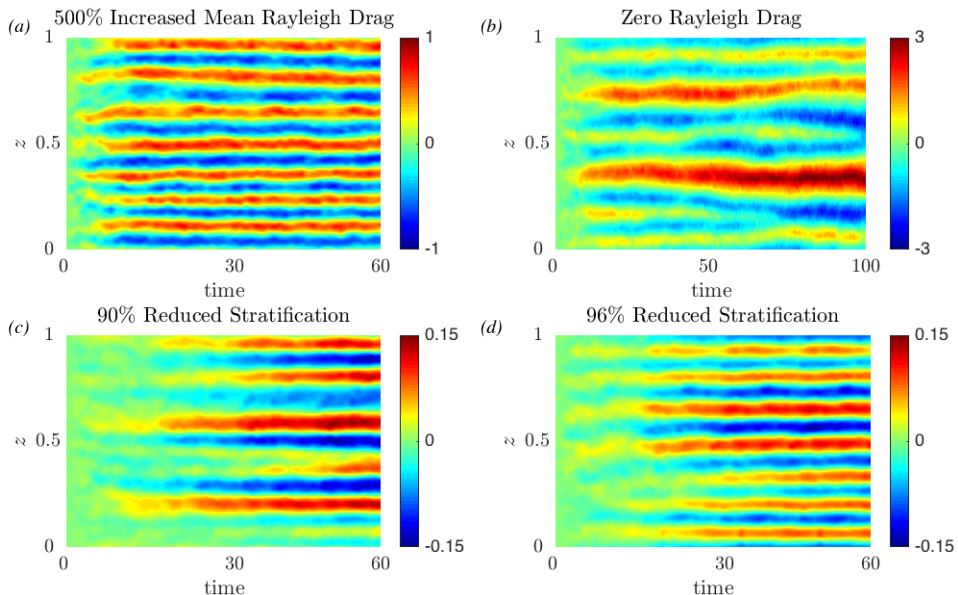 (a) 500% Increased Mean Rayleigh Drag
1
z 0.5
0
0 30 60
time
1
0
-1
(b) Zero Rayleigh Drag
1
z 0.5
0
0 50 100
time
3
0
-3
(c) 90% Reduced Stratification
1
z 0.5
0
0 30 60
time
0.15
0
-0.15
(d) 96% Reduced Stratification
1
z 0.5
0
0 30 60
time
0.15
0
-0.15